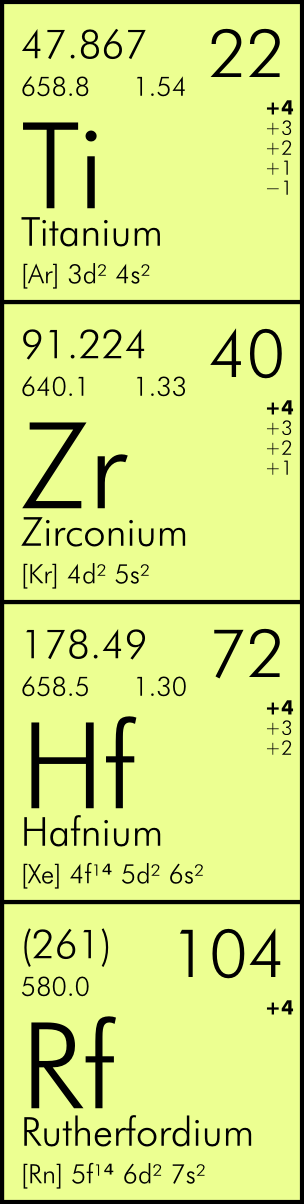 47.867 22
658.8 1.54
+4
+3
+2
+1
−1
Ti
Titanium
[Ar] 3d² 4s²
91.224 40
640.1 1.33
+4
+3
+2
+1
Zr
Zirconium
[Kr] 4d² 5s²
178.49 72
658.5 1.30
+4
+3
+2
Hf
Hafnium
[Xe] 4f¹⁴ 5d² 6s²
(261) 104
580.0
+4
Rf
Rutherfordium
[Rn] 5f¹⁴ 6d² 7s²